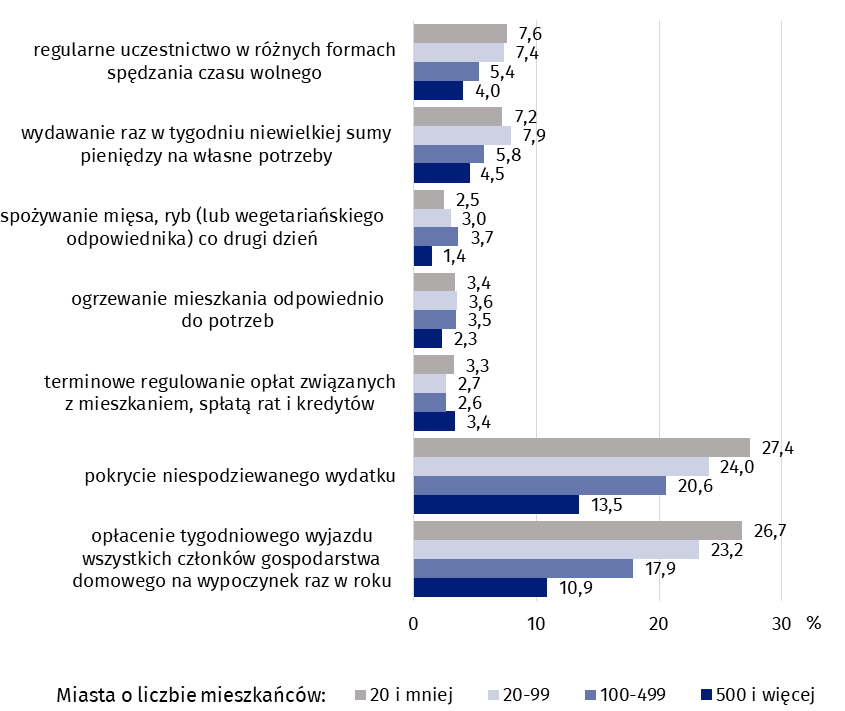 regularne uczestnictwo w różnych formach
spędzania czasu wolnego
7,6
7,4
5,4
4,0
wydawanie raz w tygodniu niewielkiej sumy
pieniędzy na własne potrzeby
7,2
7,9
5,8
4,5
spożywanie mięsa, ryb (lub wegetariańskiego
odpowiednika) co drugi dzień
2,5
3,0
3,7
1,4
ogrzewanie mieszkania odpowiednio
do potrzeb
3,4
3,6
3,5
2,3
terminowe regulowanie opłat związanych
z mieszkaniem, spłatą rat i kredytów
3,3
2,7
2,6
3,4
pokrycie niespodziewanego wydatku
27,4
24,0
20,6
13,5
opłacenie tygodniowego wyjazdu
wszystkich członków gospodarstwa
domowego na wypoczynek raz w roku
26,7
23,2
17,9
10,9
0 10 20 30 %
Miasta o liczbie mieszkańców: 20 i mniej 20-99 100-499 500 i więcej